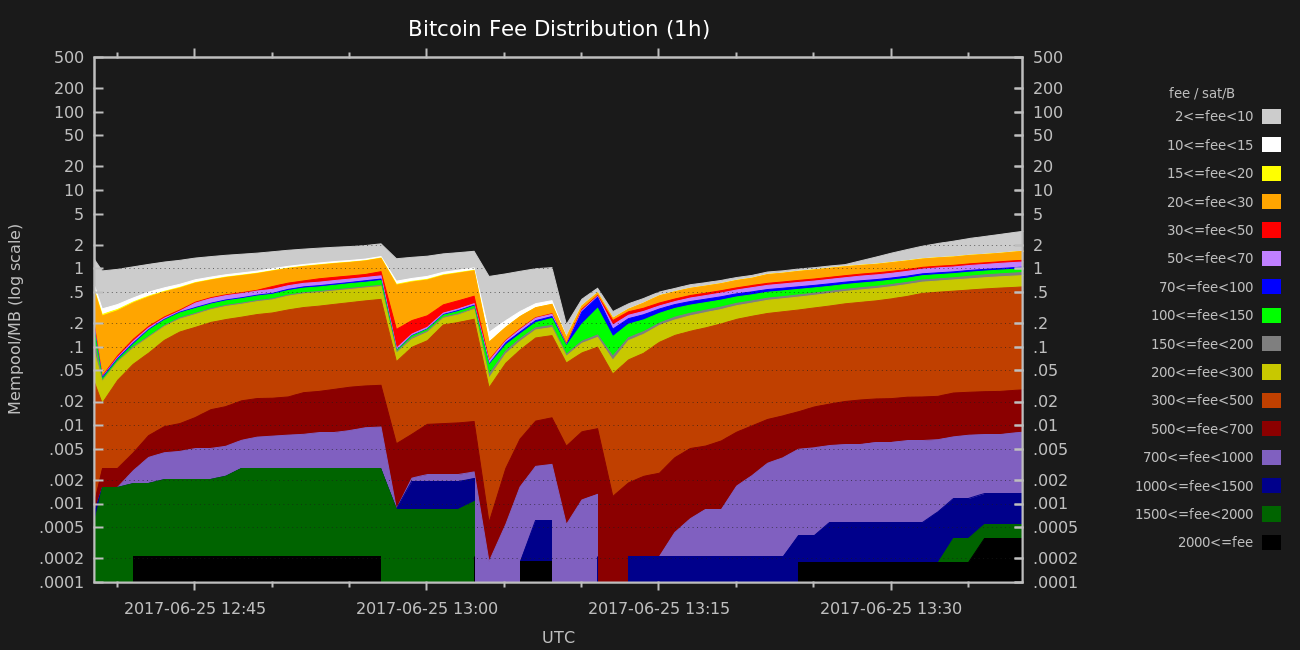 Bitcoin Fee Distribution (1h)
Mempool/MB (log scale)
500
200
100
50
20
10
5
2
1
.5
.2
.1
.05
.02
.01
.005
.002
.001
.0005
.0002
.0001
500
200
100
50
20
10
5
2
1
.5
.2
.1
.05
.02
.01
.005
.002
.001
.0005
.0002
.0001
2017-06-25 12:45
2017-06-25 13:00
2017-06-25 13:15
2017-06-25 13:30
UTC
fee / sat/B
2<=fee<10
10<=fee<15
15<=fee<20
20<=fee<30
30<=fee<50
50<=fee<70
70<=fee<100
100<=fee<150
150<=fee<200
200<=fee<300
300<=fee<500
500<=fee<700
700<=fee<1000
1000<=fee<1500
1500<=fee<2000
2000<=fee